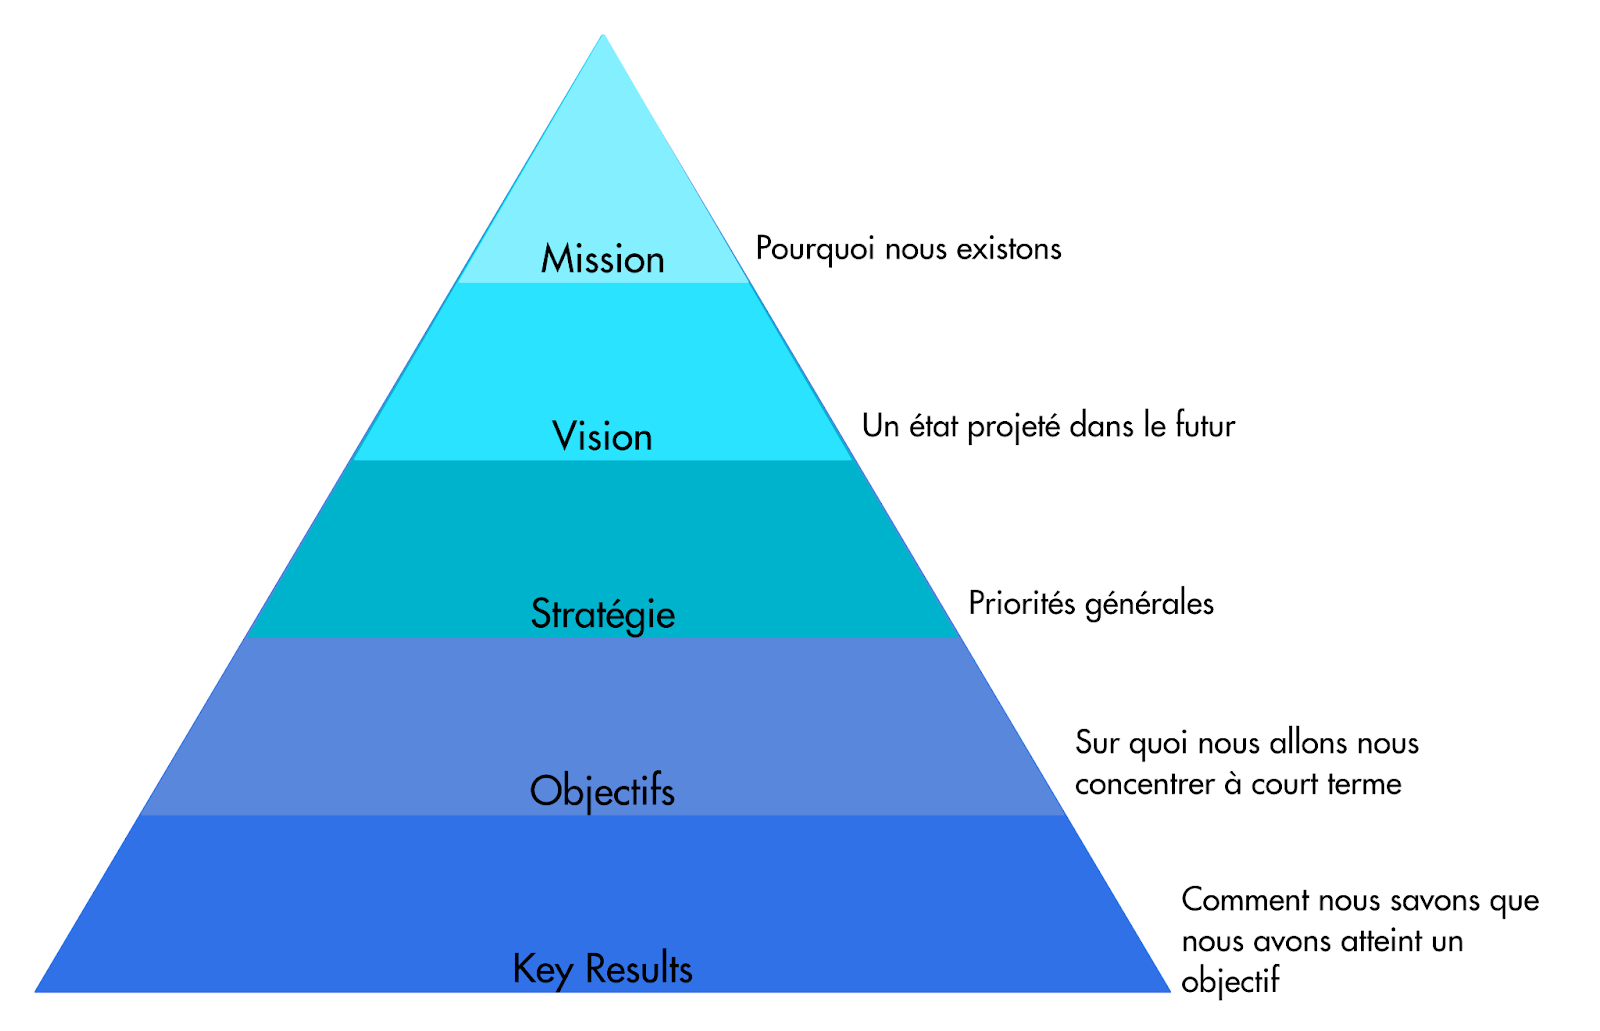 Mission
Pourquoi nous existons
Vision
Un état projeté dans le futur
Stratégie
Priorités générales
Objectifs
Sur quoi nous allons nous
concentrer à court terme
Key Results
Comment nous savons que
nous avons atteint un
objectif